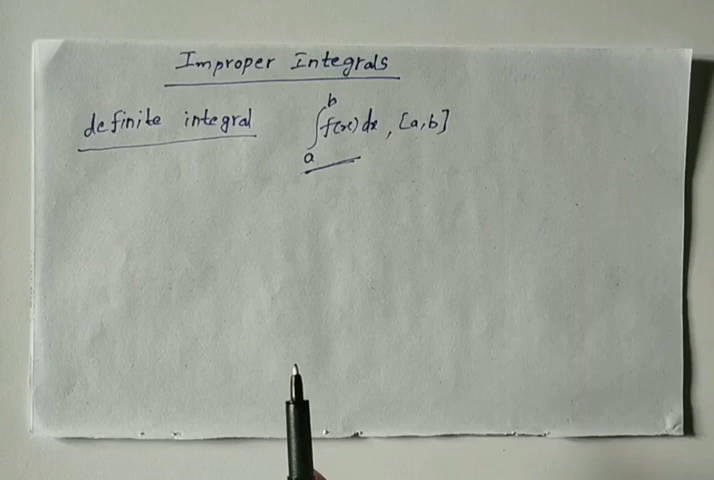 Improper Integrals
definite integral ∫_a^b f(x) dx, [a,b]